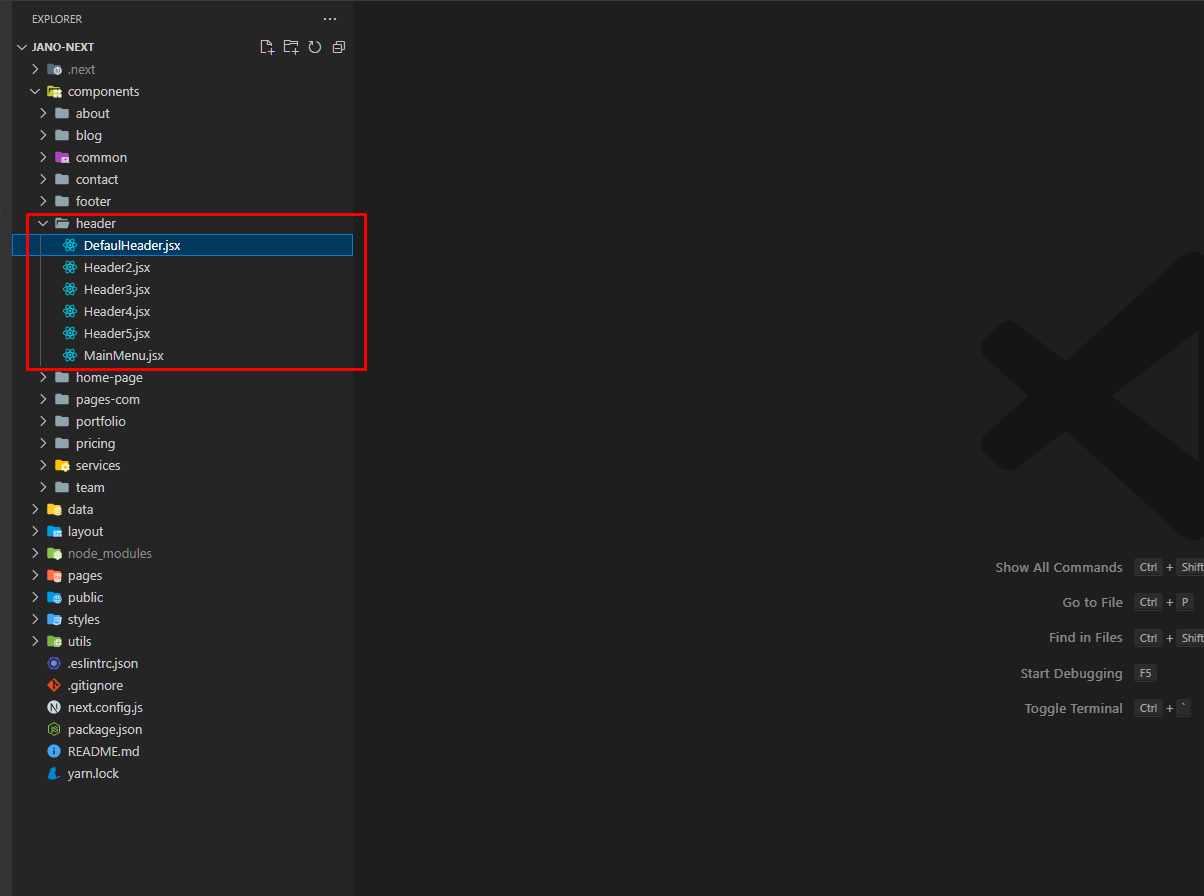 EXPLORER
JANO-NEXT
.next
components
about
blog
common
contact
footer
header
DefaulHeader.jsx
Header2.jsx
Header3.jsx
Header4.jsx
Header5.jsx
MainMenu.jsx
home-page
pages-com
portfolio
pricing
services
team
data
layout
node_modules
pages
public
styles
utils
.eslintrc.json
.gitignore
next.config.js
package.json
README.md
yarn.lock
Show All Commands Ctrl + Shift
Go to File Ctrl + P
Find in Files Ctrl + Shift
Start Debugging F5
Toggle Terminal Ctrl + `